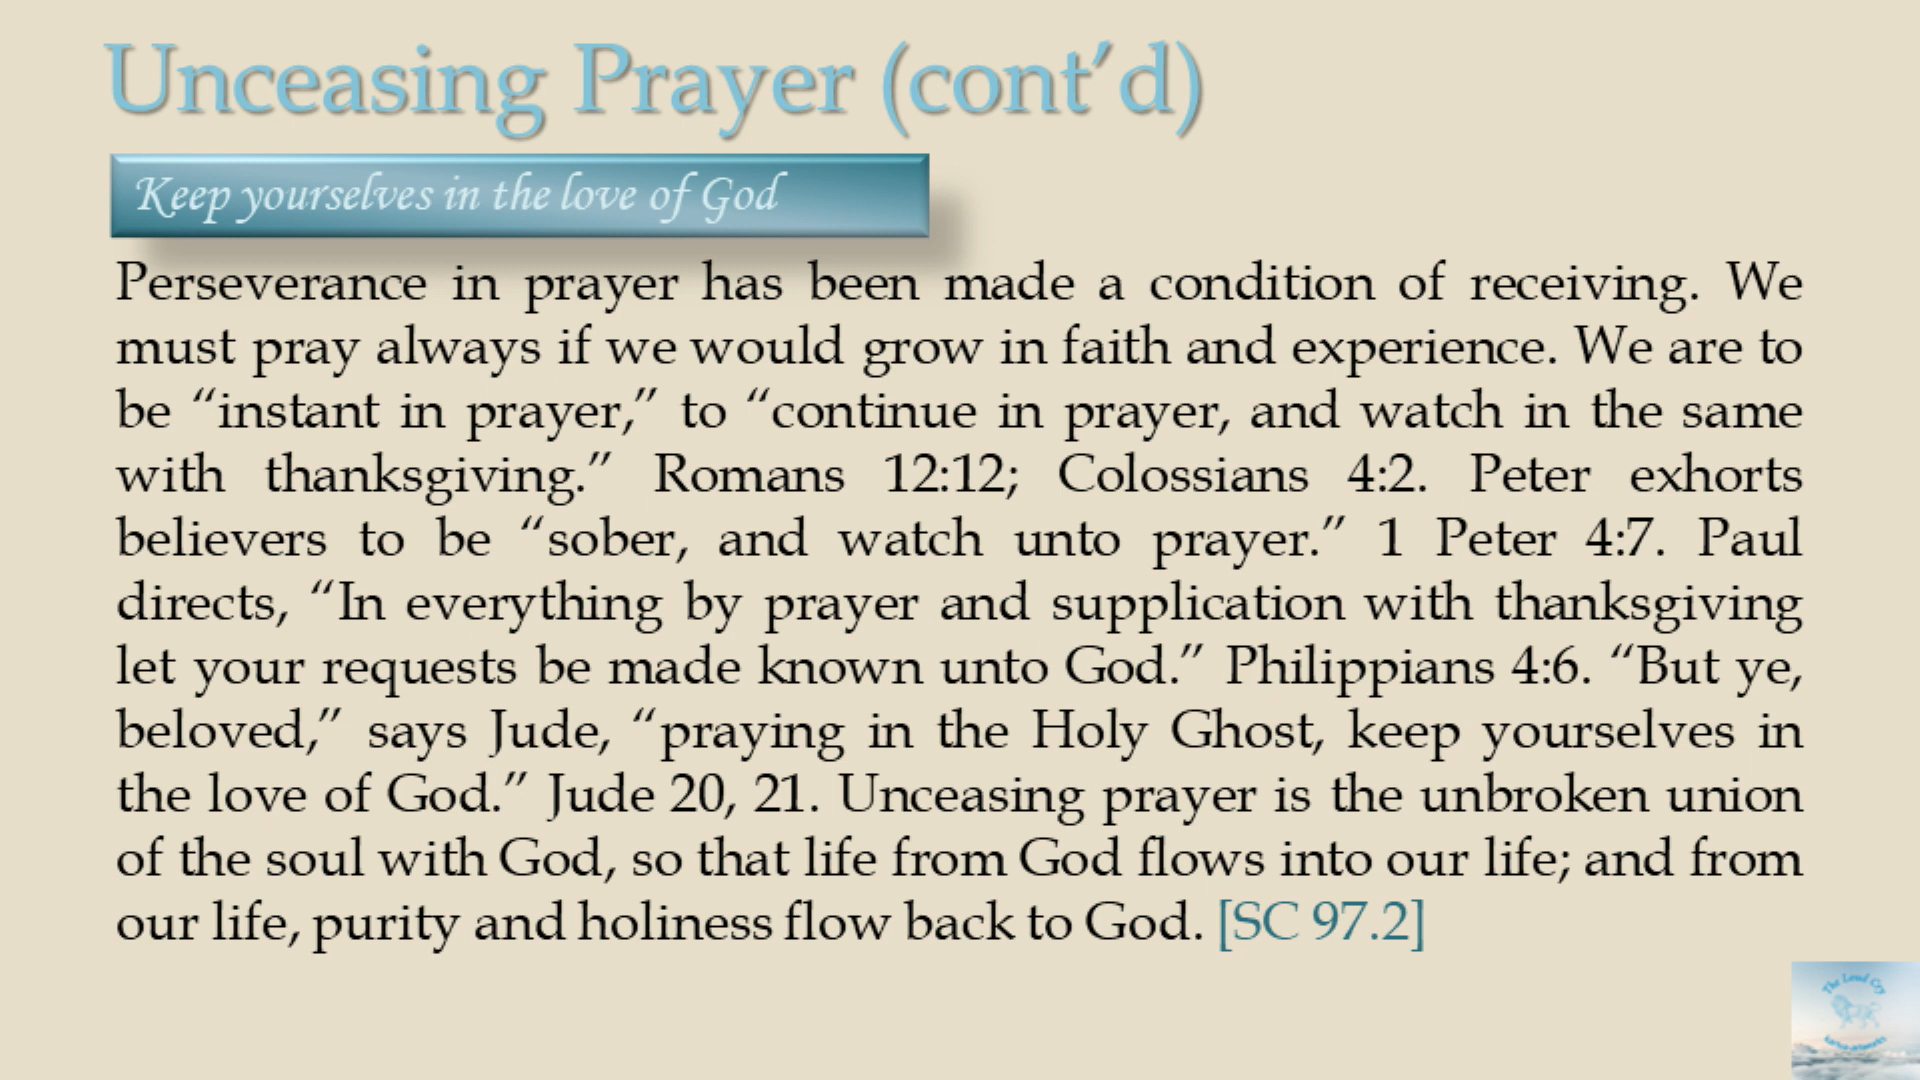 Unceasing Prayer (cont’d)
Keep yourselves in the love of God
Perseverance in prayer has been made a condition of receiving. We
must pray always if we would grow in faith and experience. We are to
be “instant in prayer,” to “continue in prayer, and watch in the same
with thanksgiving.” Romans 12:12; Colossians 4:2. Peter exhorts
believers to be “sober, and watch unto prayer.” 1 Peter 4:7. Paul
directs, “In everything by prayer and supplication with thanksgiving
let your requests be made known unto God.” Philippians 4:6. “But ye,
beloved,” says Jude, “praying in the Holy Ghost, keep yourselves in
the love of God.” Jude 20, 21. Unceasing prayer is the unbroken union
of the soul with God, so that life from God flows into our life; and from
our life, purity and holiness flow back to God. [SC 97.2]
The Loud Cry